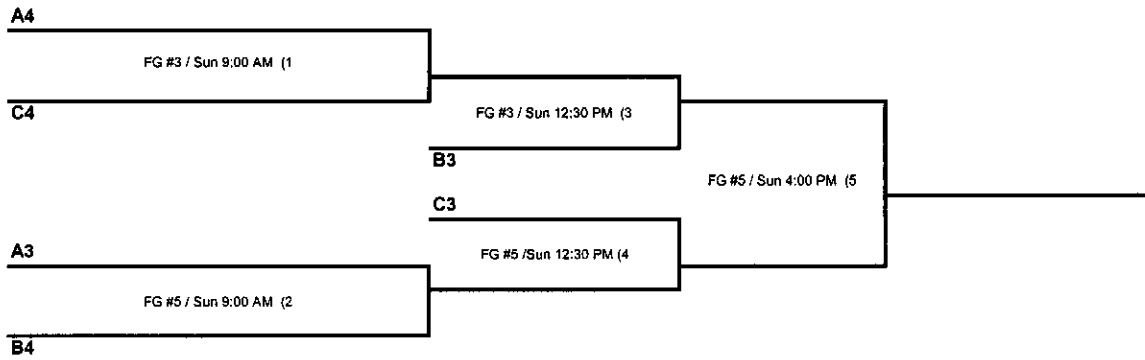 A4
FG #3 / Sun 9:00 AM (1
C4
FG #3 / Sun 12:30 PM (3
B3
FG #5 / Sun 4:00 PM (5
C3
A3
FG #5 /Sun 12:30 PM (4
FG #5 / Sun 9:00 AM (2
B4